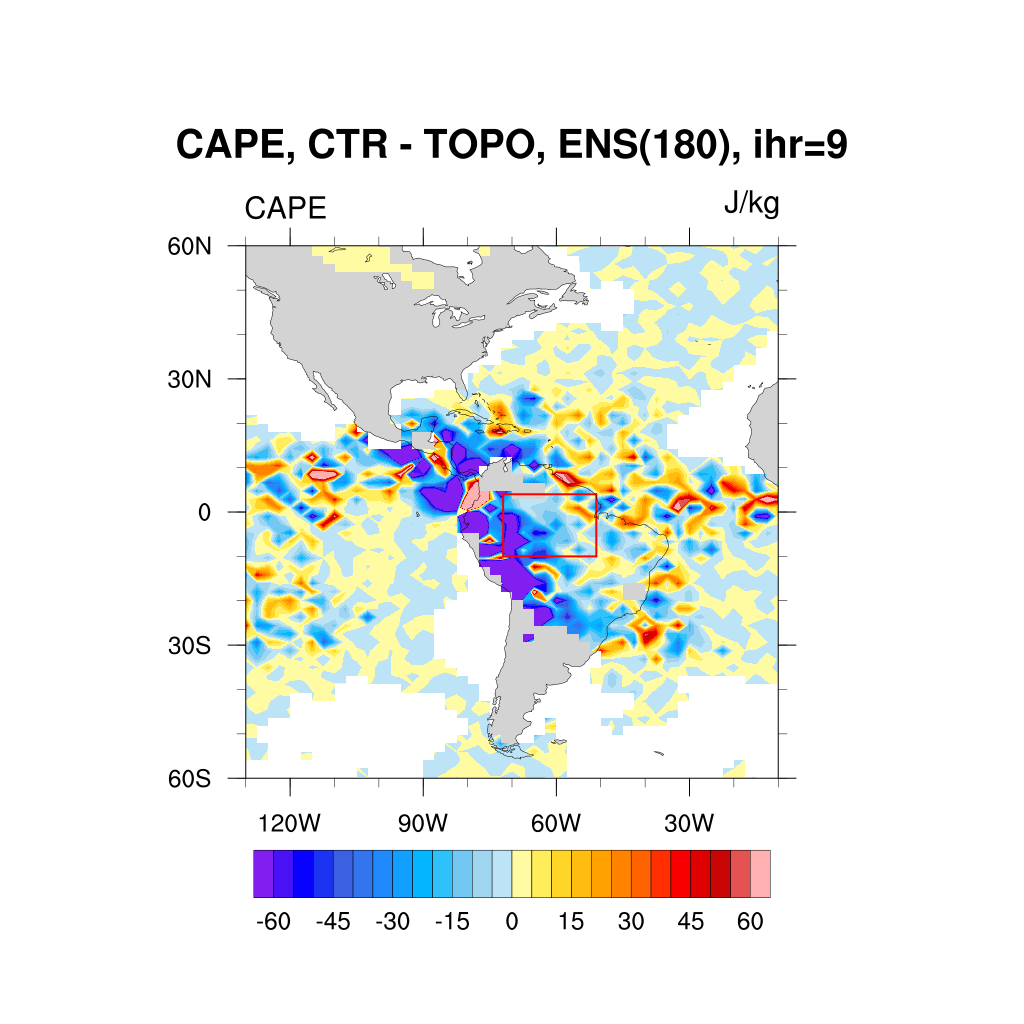 CAPE, CTR - TOPO, ENS(180), ihr=9
CAPE J/kg
60N
30N
0
30S
60S
120W 90W 60W 30W
-60 -45 -30 -15 0 15 30 45 60